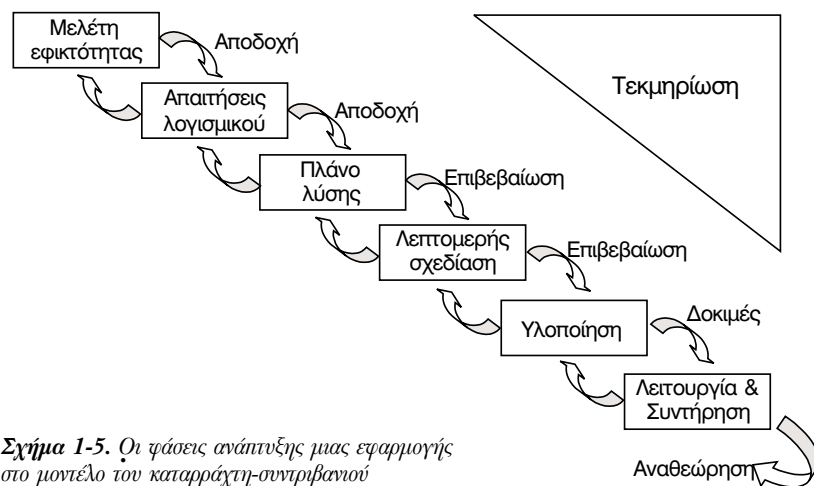 Μελέτη
εφικτότητας
Αποδοχή
Τεκμηρίωση
Απαιτήσεις
λογισμικού
Αποδοχή
Πλάνο
λύσης
Επιβεβαίωση
Λεπτομερής
σχεδίαση
Επιβεβαίωση
Υλοποίηση
Δοκιμές
Λειτουργία &
Συντήρηση
Αναθεώρηση
Σχήμα 1-5. Οι φάσεις ανάπτυξης μιας εφαρμογής
στο μοντέλο του καταρράχτη-συντριβανιού